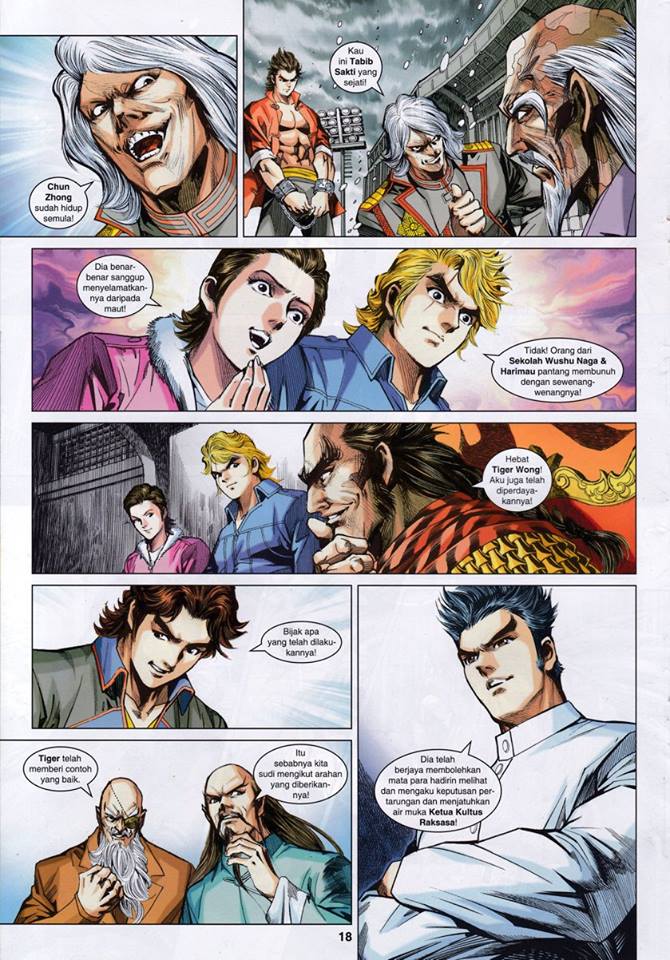 Chun
Zhong
sudah hidup
semula!
Kau
ini Tabib
Sakti yang
sejati!
Dia benar-
benar sanggup
menyelamatkan-
nya daripada
maut!
Tidak! Orang dari
Sekolah Wushu Naga &
Harimau pantang membunuh
dengan sewenang-
wenangnya!
Hebat
Tiger Wong!
Aku juga telah
diperdaya-
kannya!
Bijak apa
yang telah dilaku-
kannya!
Tiger telah
memberi contoh
yang baik.
Itu
sebabnya kita
sudi mengikut arahan
yang diberikan-
nya!
Dia telah
berjaya membolehkan
mata para hadirin melihat
dan mengaku keputusan per-
tarungan dan menjatuhkan
air muka Ketua Kultus
Raksasa!
18